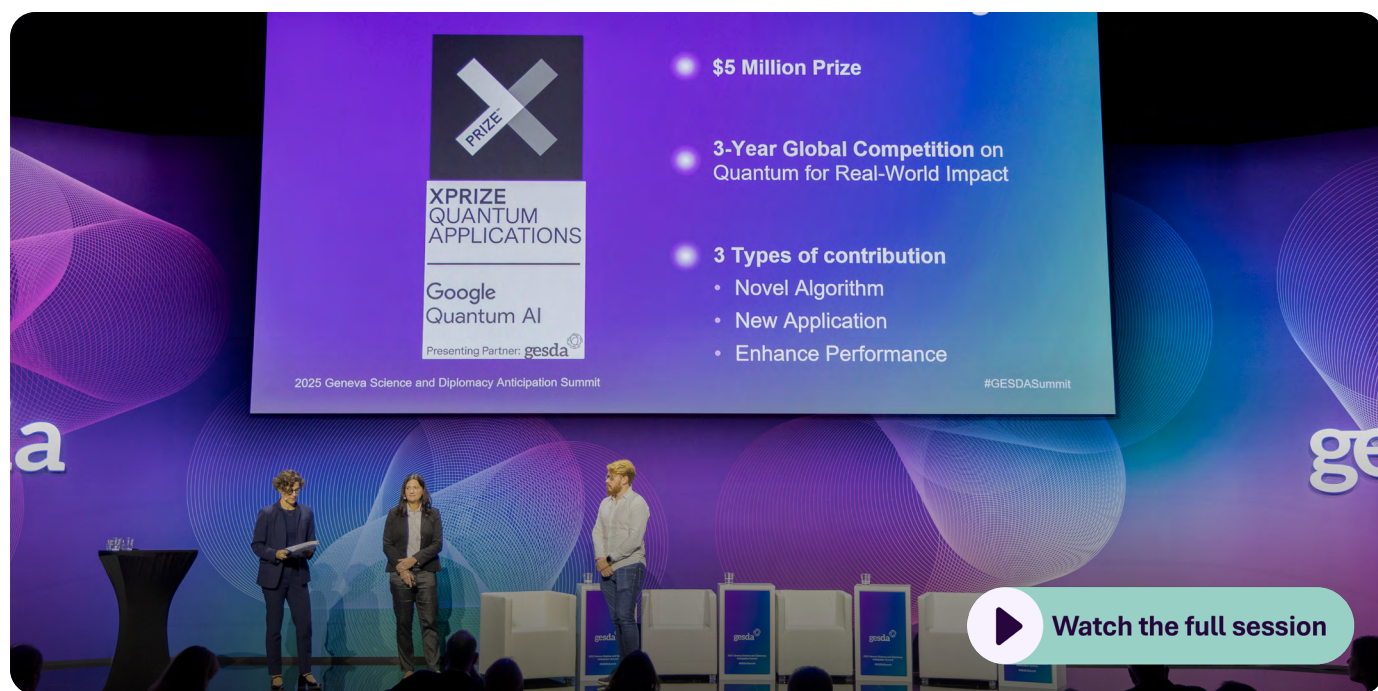 PRIZE
XPRIZE
QUANTUM
APPLICATIONS
Google
Quantum AI
Presenting Partner: gesda
$5 Million Prize
3-Year Global Competition on
Quantum for Real-World Impact
3 Types of contribution
• Novel Algorithm
• New Application
• Enhance Performance
2025 Geneva Science and Diplomacy Anticipation Summit
#GESDASummit
a
ge
gesda
gesda
gesda
Watch the full session